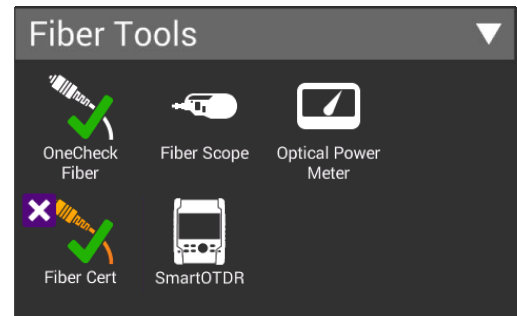 Fiber Tools
OneCheck
Fiber
Fiber Scope
Optical Power
Meter
Fiber Cert
SmartOTDR